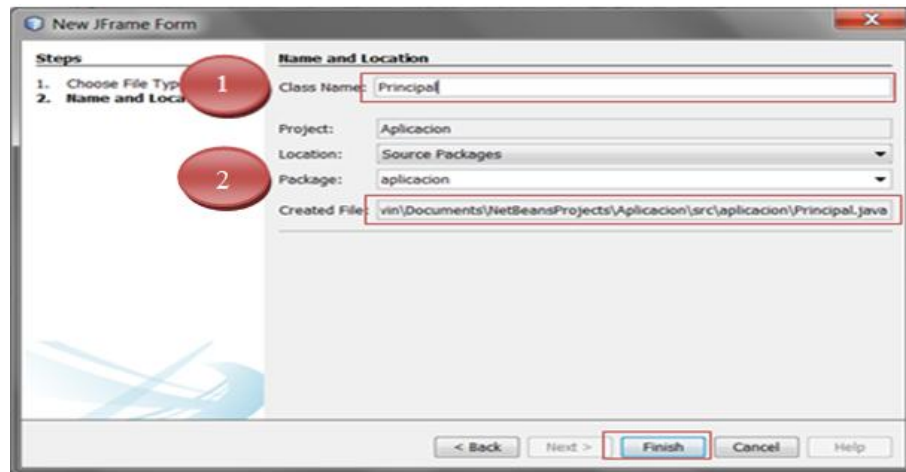 New JFrame Form
Steps
1. Choose File Typ
2. Name and Loca
Name and Location
1
Class Name: Principal
Project: Aplicacion
Location: Source Packages
2
Package: aplicacion
Created File: vin\Documents\NetBeansProjects\Aplicacion\src\aplicacion\Principal.java
< Back Next > Finish Cancel Help